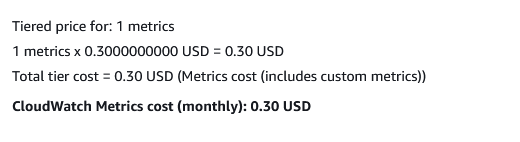 Tiered price for: 1 metrics
1 metrics x 0.3000000000 USD = 0.30 USD
Total tier cost = 0.30 USD (Metrics cost (includes custom metrics))
CloudWatch Metrics cost (monthly): 0.30 USD